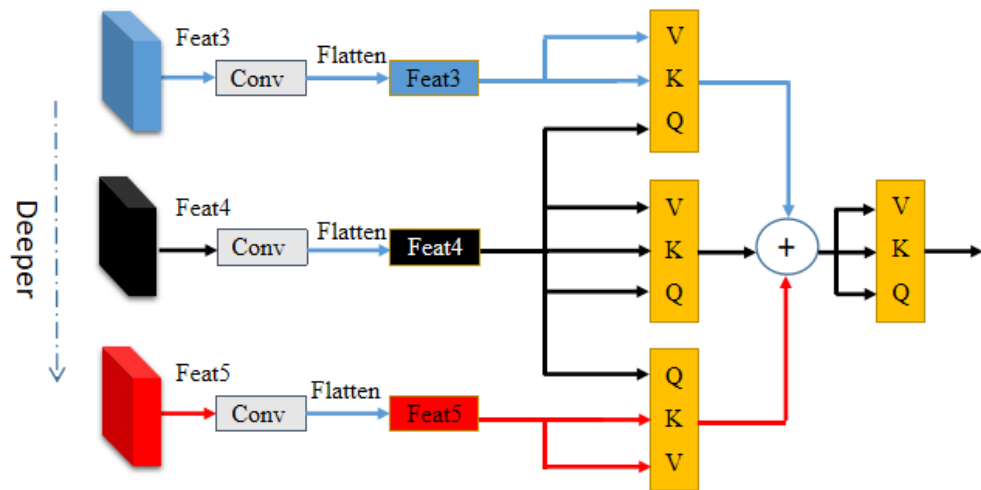 Feat3
Conv
Flatten
Feat3
V
K
Q
Deeper
Feat4
Conv
Flatten
Feat4
V
K
Q
+
V
K
Q
Feat5
Conv
Flatten
Feat5
Q
K
V